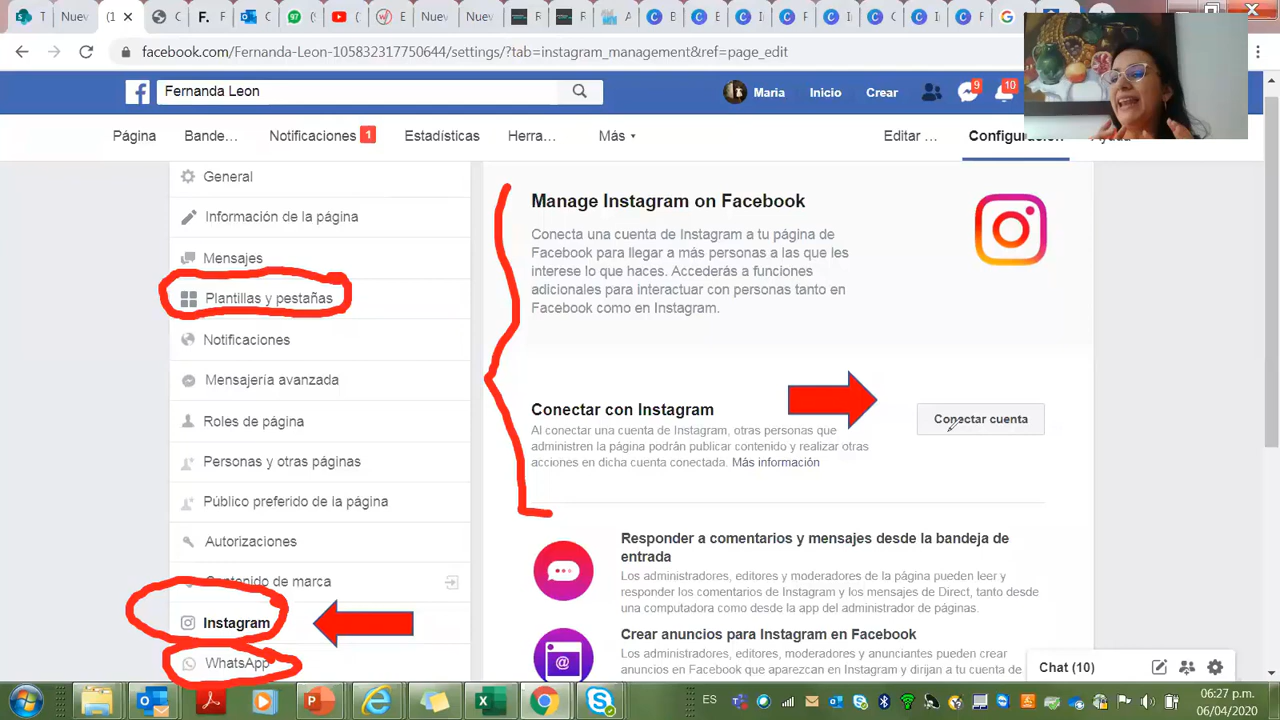 Nuev
(1
F.
Nuev
Nuev
facebook.com/Fernanda-Leon-105832317750644/settings/?tab=instagram_management&ref=page_edit
Fernanda Leon
Maria
Inicio
Crear
9
10
Página
Bande...
Notificaciones 1
Estadísticas
Herra...
Más
Editar ...
Configuración
Ayuda
General
Información de la página
Mensajes
Plantillas y pestañas
Notificaciones
Mensajería avanzada
Roles de página
Personas y otras páginas
Público preferido de la página
Autorizaciones
Contenido de marca
Instagram
WhatsApp
Manage Instagram on Facebook
Conecta una cuenta de Instagram a tu página de
Facebook para llegar a más personas a las que les
interese lo que haces. Accederás a funciones
adicionales para interactuar con personas tanto en
Facebook como en Instagram.
Conectar con Instagram
Al conectar una cuenta de Instagram, otras personas que
administren la página podrán publicar contenido y realizar otras
acciones en dicha cuenta conectada. Más información
Conectar cuenta
Responder a comentarios y mensajes desde la bandeja de
entrada
Los administradores, editores y moderadores de la página pueden leer y
responder los comentarios de Instagram y los mensajes de Direct, tanto desde
una computadora como desde la app del administrador de páginas.
Crear anuncios para Instagram en Facebook
Los administradores, editores, moderadores y anunciantes pueden crear
anuncios en Facebook que aparezcan en Instagram y dirijan a tu cuenta de
Chat (10)
ES
06:27 p.m.
06/04/2020